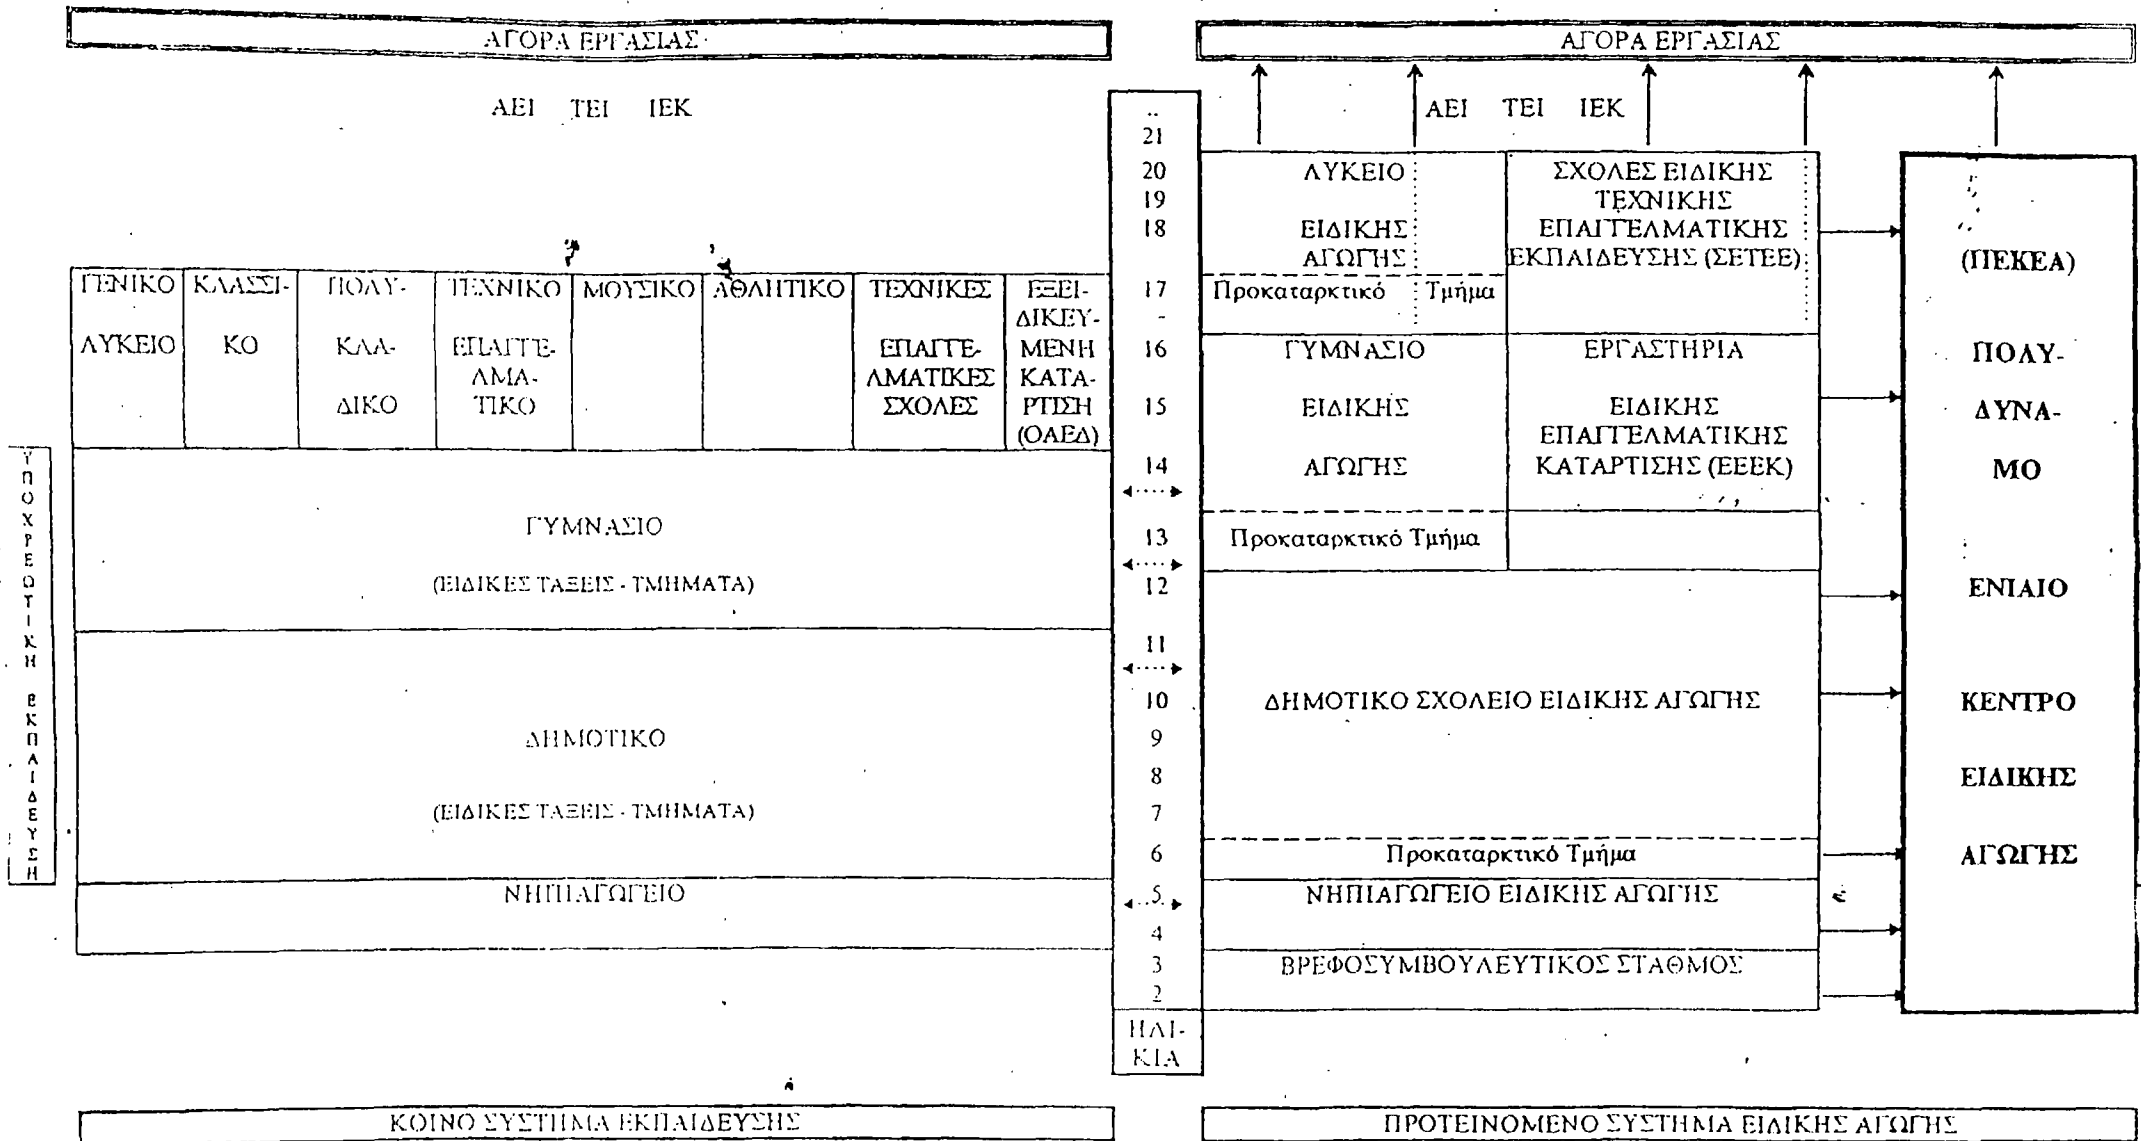 ΑΓΟΡΑ ΕΡΓΑΣΙΑΣ
ΑΕΙ ΤΕΙ ΙΕΚ
ΓΕΝΙΚΟ
ΛΥΚΕΙΟ
ΚΛΑΣΣΙ-
ΚΟ
ΠΟΛΥ-
ΚΛΑ-
ΔΙΚΟ
ΤΕΧΝΙΚΟ
ΕΠΑΓΓΕ-
ΛΜΑ-
ΤΙΚΟ
ΜΟΥΣΙΚΟ
ΑΘΛΗΤΙΚΟ
ΤΕΧΝΙΚΕΣ
ΕΠΑΓΓΕ-
ΛΜΑΤΙΚΕΣ
ΣΧΟΛΕΣ
ΕΞΕΙ-
ΔΙΚΕΥ-
ΜΕΝΗ
ΚΑΤΑ-
ΡΤΙΣΗ
(ΟΑΕΔ)
ΥΠΟΧΡΕΩΤΙΚΗ ΕΚΠΑΙΔΕΥΣΗ
ΓΥΜΝΑΣΙΟ
(ΕΙΔΙΚΕΣ ΤΑΞΕΙΣ - ΤΜΗΜΑΤΑ)
ΔΗΜΟΤΙΚΟ
(ΕΙΔΙΚΕΣ ΤΑΞΕΙΣ - ΤΜΗΜΑΤΑ)
ΝΗΠΙΑΓΩΓΕΙΟ
ΚΟΙΝΟ ΣΥΣΤΗΜΑ ΕΚΠΑΙΔΕΥΣΗΣ
..
21
20
19
18
17
-
16
15
14
13
12
11
10
9
8
7
6
5
4
3
2
ΗΛΙ-
ΚΙΑ
ΑΓΟΡΑ ΕΡΓΑΣΙΑΣ
ΑΕΙ ΤΕΙ ΙΕΚ
ΛΥΚΕΙΟ
ΕΙΔΙΚΗΣ
ΑΓΩΓΗΣ
Προκαταρκτικό Τμήμα
ΣΧΟΛΕΣ ΕΙΔΙΚΗΣ
ΤΕΧΝΙΚΗΣ
ΕΠΑΓΓΕΛΜΑΤΙΚΗΣ
ΕΚΠΑΙΔΕΥΣΗΣ (ΣΕΤΕΕ)
ΓΥΜΝΑΣΙΟ
ΕΙΔΙΚΗΣ
ΑΓΩΓΗΣ
Προκαταρκτικό Τμήμα
ΕΡΓΑΣΤΗΡΙΑ
ΕΙΔΙΚΗΣ
ΕΠΑΓΓΕΛΜΑΤΙΚΗΣ
ΚΑΤΑΡΤΙΣΗΣ (ΕΕΕΚ)
ΔΗΜΟΤΙΚΟ ΣΧΟΛΕΙΟ ΕΙΔΙΚΗΣ ΑΓΩΓΗΣ
Προκαταρκτικό Τμήμα
ΝΗΠΙΑΓΩΓΕΙΟ ΕΙΔΙΚΗΣ ΑΓΩΓΗΣ
ΒΡΕΦΟΣΥΜΒΟΥΛΕΥΤΙΚΟΣ ΣΤΑΘΜΟΣ
(ΠΕΚΕΑ)
ΠΟΛΥ-
ΔΥΝΑ-
ΜΟ
ΕΝΙΑΙΟ
ΚΕΝΤΡΟ
ΕΙΔΙΚΗΣ
ΑΓΩΓΗΣ
ΠΡΟΤΕΙΝΟΜΕΝΟ ΣΥΣΤΗΜΑ ΕΙΔΙΚΗΣ ΑΓΩΓΗΣ